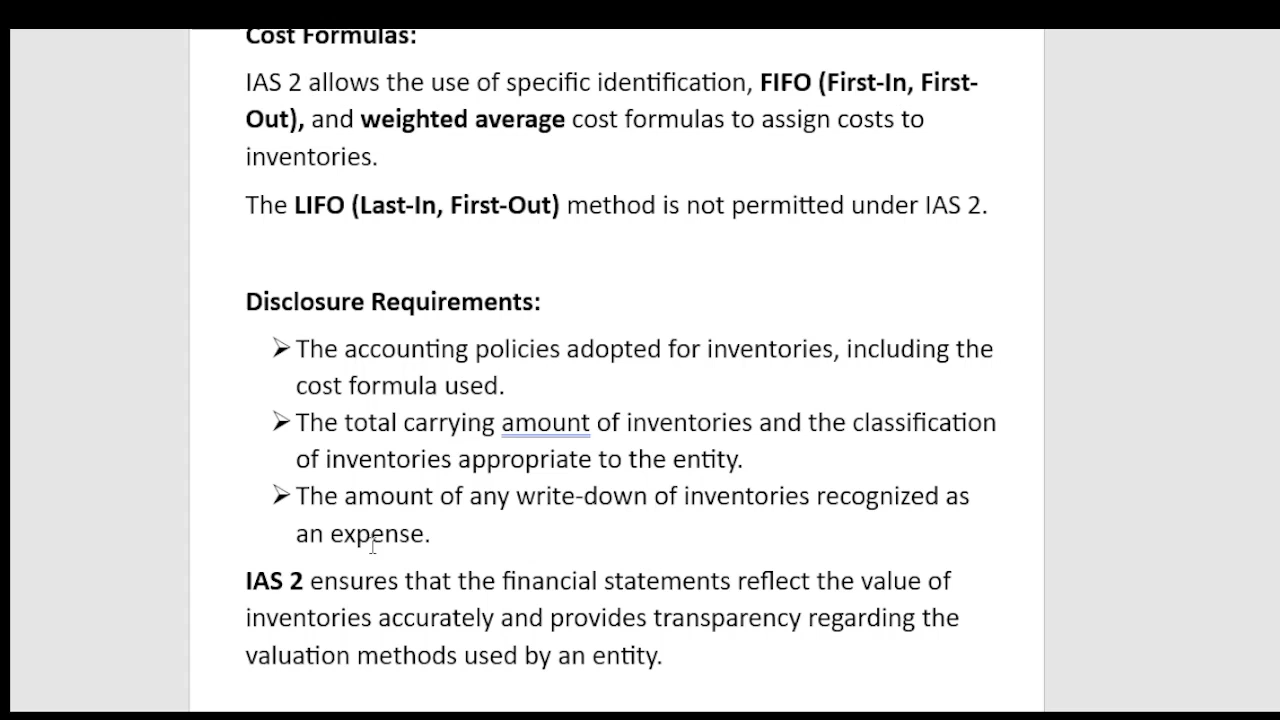 Cost Formulas:
IAS 2 allows the use of specific identification, FIFO (First-In, First-
Out), and weighted average cost formulas to assign costs to
inventories.
The LIFO (Last-In, First-Out) method is not permitted under IAS 2.
Disclosure Requirements:
➢ The accounting policies adopted for inventories, including the
cost formula used.
➢ The total carrying amount of inventories and the classification
of inventories appropriate to the entity.
➢ The amount of any write-down of inventories recognized as
an expense.
IAS 2 ensures that the financial statements reflect the value of
inventories accurately and provides transparency regarding the
valuation methods used by an entity.